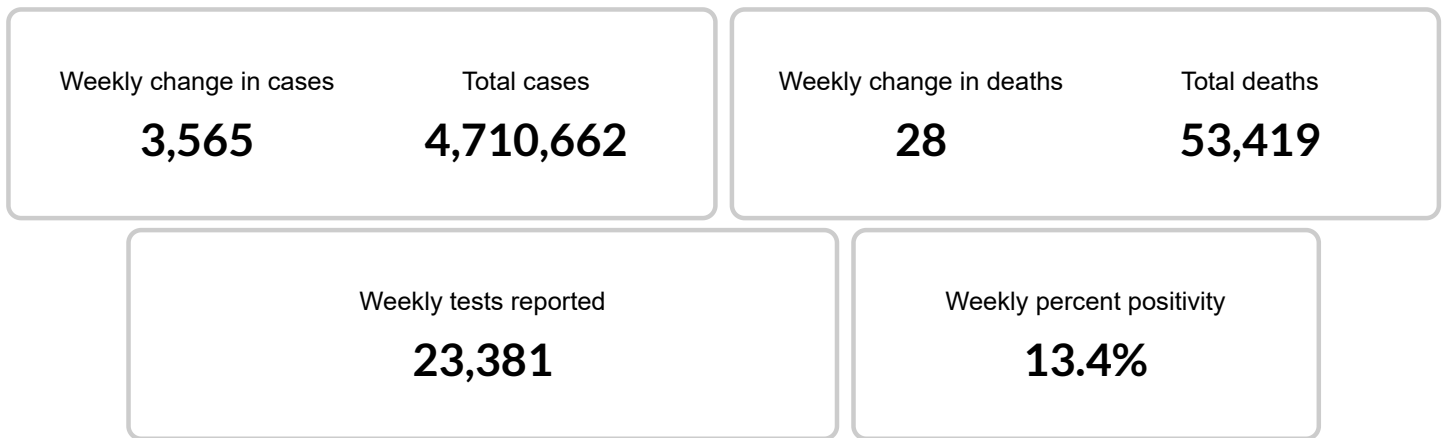 Weekly change in cases
Total cases
3,565
4,710,662
Weekly change in deaths
Total deaths
28
53,419
Weekly tests reported
23,381
Weekly percent positivity
13.4%